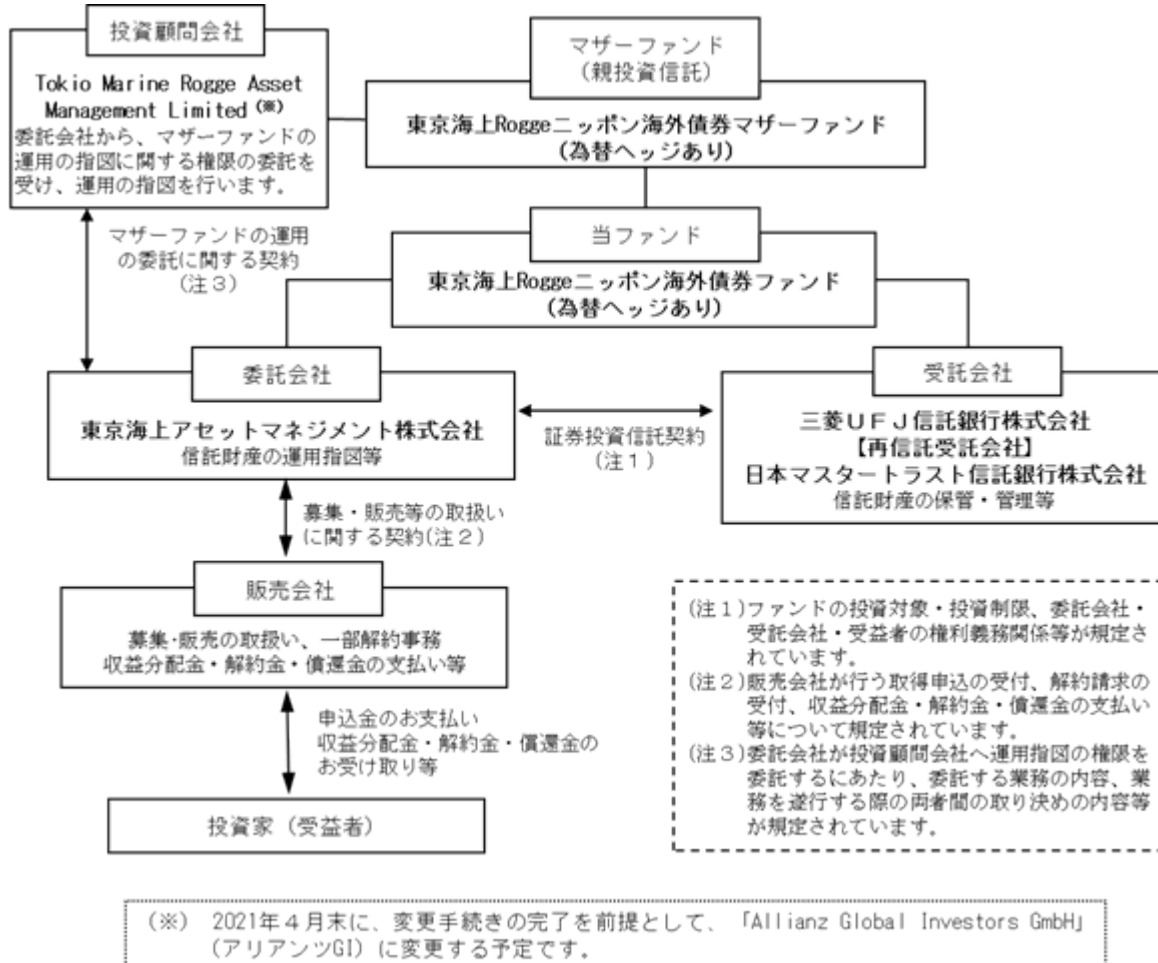 投資顧問会社
Tokio Marine Rogge Asset
Management Limited (※)
委託会社から、マザーファンドの
運用の指図に関する権限の委託を
受け、運用の指図を行います。
マザーファンド
(親投資信託)
東京海上Roggeニッポン海外債券マザーファンド
(為替ヘッジあり)
マザーファンドの運用
の委託に関する契約
(注3)
当ファンド
東京海上Roggeニッポン海外債券ファンド
(為替ヘッジあり)
委託会社
東京海上アセットマネジメント株式会社
信託財産の運用指図等
証券投資信託契約
(注1)
受託会社
三菱UFJ信託銀行株式会社
【再信託受託会社】
日本マスタートラスト信託銀行株式会社
信託財産の保管・管理等
募集・販売等の取扱い
に関する契約(注2)
販売会社
募集・販売の取扱い、一部解約事務
収益分配金・解約金・償還金の支払い等
申込金のお支払い
収益分配金・解約金・償還金の
お受け取り等
投資家(受益者)
(注1)ファンドの投資対象・投資制限、委託会社・
受託会社・受益者の権利義務関係等が規定さ
れています。
(注2)販売会社が行う取得申込の受付、解約請求の
受付、収益分配金・解約金・償還金の支払い
等について規定されています。
(注3)委託会社が投資顧問会社へ運用指図の権限を
委託するにあたり、委託する業務の内容、業
務を遂行する際の両者間の取り決めの内容等
が規定されています。
(※) 2021年4月末に、変更手続きの完了を前提として、「Allianz Global Investors GmbH」
(アリアンツGI)に変更する予定です。